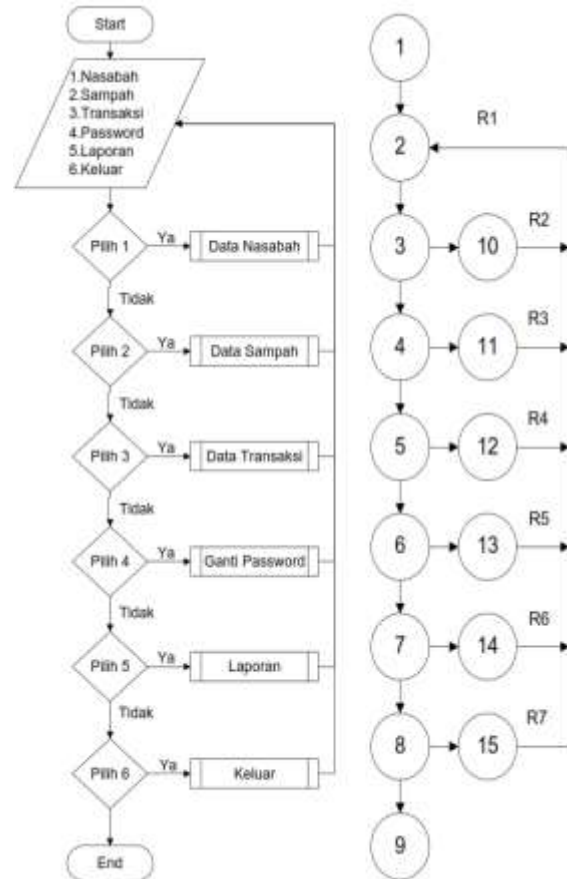 Start
1.Nasabah
2.Sampah
3.Transaksi
4.Password
5.Laporan
6.Keluar
Pilih 1
Ya
Data Nasabah
Tidak
Pilih 2
Ya
Data Sampah
Tidak
Pilih 3
Ya
Data Transaksi
Tidak
Pilih 4
Ya
Ganti Password
Tidak
Pilih 5
Ya
Laporan
Tidak
Pilih 6
Ya
Keluar
End
1
R1
2
R2
3
10
R3
4
11
R4
5
12
R5
6
13
R6
7
14
R7
8
15
9